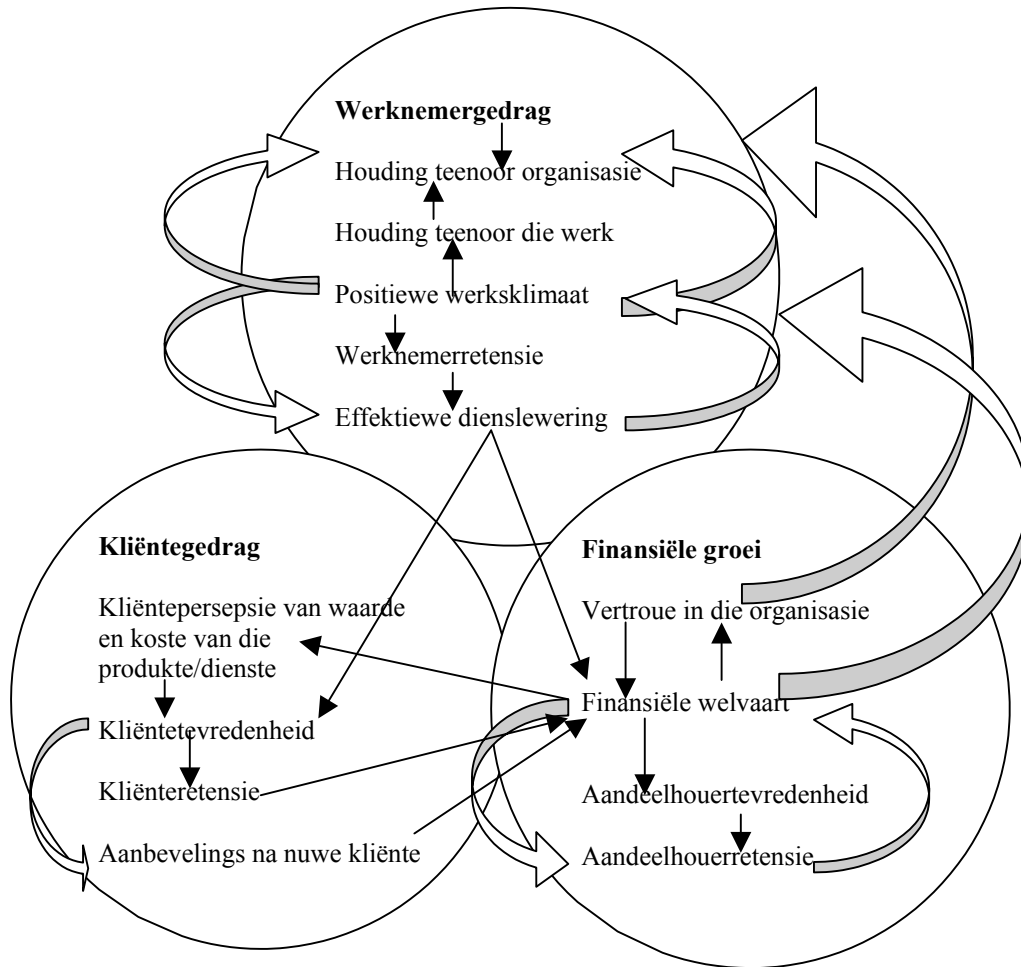 Werknemergedrag
Houding teenoor organisasie
Houding teenoor die werk
Positiewe werksklimaat
Werknemerretensie
Effektiewe dienslewering
Kliëntegedrag
Kliëntepersepsie van waarde
en koste van die
produkte/dienste
Kliëntetevredenheid
Kliënteretensie
Aanbevelings na nuwe kliënte
Finansiële groei
Vertroue in die organisasie
Finansiële welvaart
Aandeelhouertevredenheid
Aandeelhouerretensie